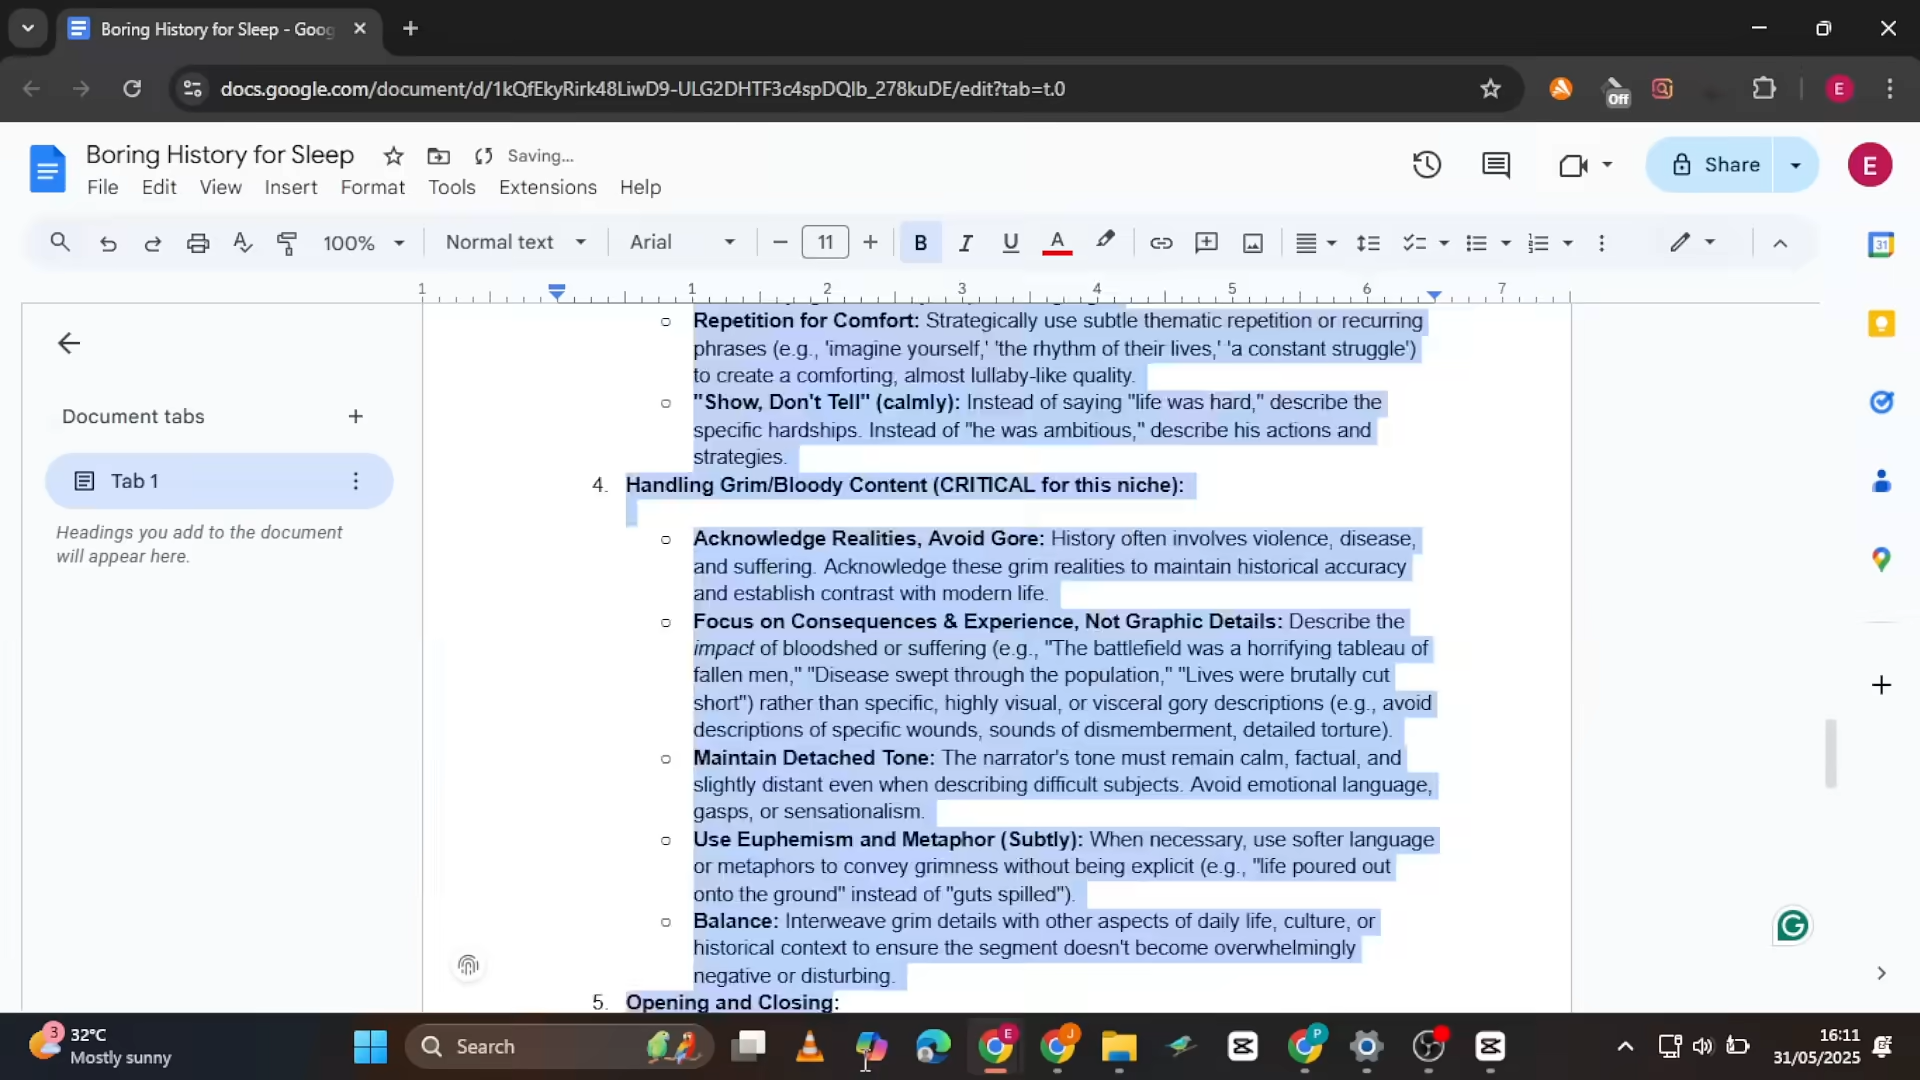 Boring History for Sleep - Goog
docs.google.com/document/d/1kQfEkyRirk48LiwD9-ULG2DHTF3c4spDQIb_278kuDE/edit?tab=t.0
Off
E
Boring History for Sleep
Saving...
File Edit View Insert Format Tools Extensions Help
Share
E
100%
Normal text
Arial
11
B
I
U
A
31
1 1 2 3 4 5 6 7
Document tabs
Tab 1
Headings you add to the document
will appear here.
Repetition for Comfort: Strategically use subtle thematic repetition or recurring
phrases (e.g., 'imagine yourself,' 'the rhythm of their lives,' 'a constant struggle')
to create a comforting, almost lullaby-like quality.
"Show, Don't Tell" (calmly): Instead of saying "life was hard," describe the
specific hardships. Instead of "he was ambitious," describe his actions and
strategies.
4. Handling Grim/Bloody Content (CRITICAL for this niche):
Acknowledge Realities, Avoid Gore: History often involves violence, disease,
and suffering. Acknowledge these grim realities to maintain historical accuracy
and establish contrast with modern life.
Focus on Consequences & Experience, Not Graphic Details: Describe the
impact of bloodshed or suffering (e.g., "The battlefield was a horrifying tableau of
fallen men," "Disease swept through the population," "Lives were brutally cut
short") rather than specific, highly visual, or visceral gory descriptions (e.g., avoid
descriptions of specific wounds, sounds of dismemberment, detailed torture).
Maintain Detached Tone: The narrator's tone must remain calm, factual, and
slightly distant even when describing difficult subjects. Avoid emotional language,
gasps, or sensationalism.
Use Euphemism and Metaphor (Subtly): When necessary, use softer language
or metaphors to convey grimness without being explicit (e.g., "life poured out
onto the ground" instead of "guts spilled").
Balance: Interweave grim details with other aspects of daily life, culture, or
historical context to ensure the segment doesn't become overwhelmingly
negative or disturbing.
5. Opening and Closing:
3
32°C
Mostly sunny
Search
E
J
P
16:11
31/05/2025